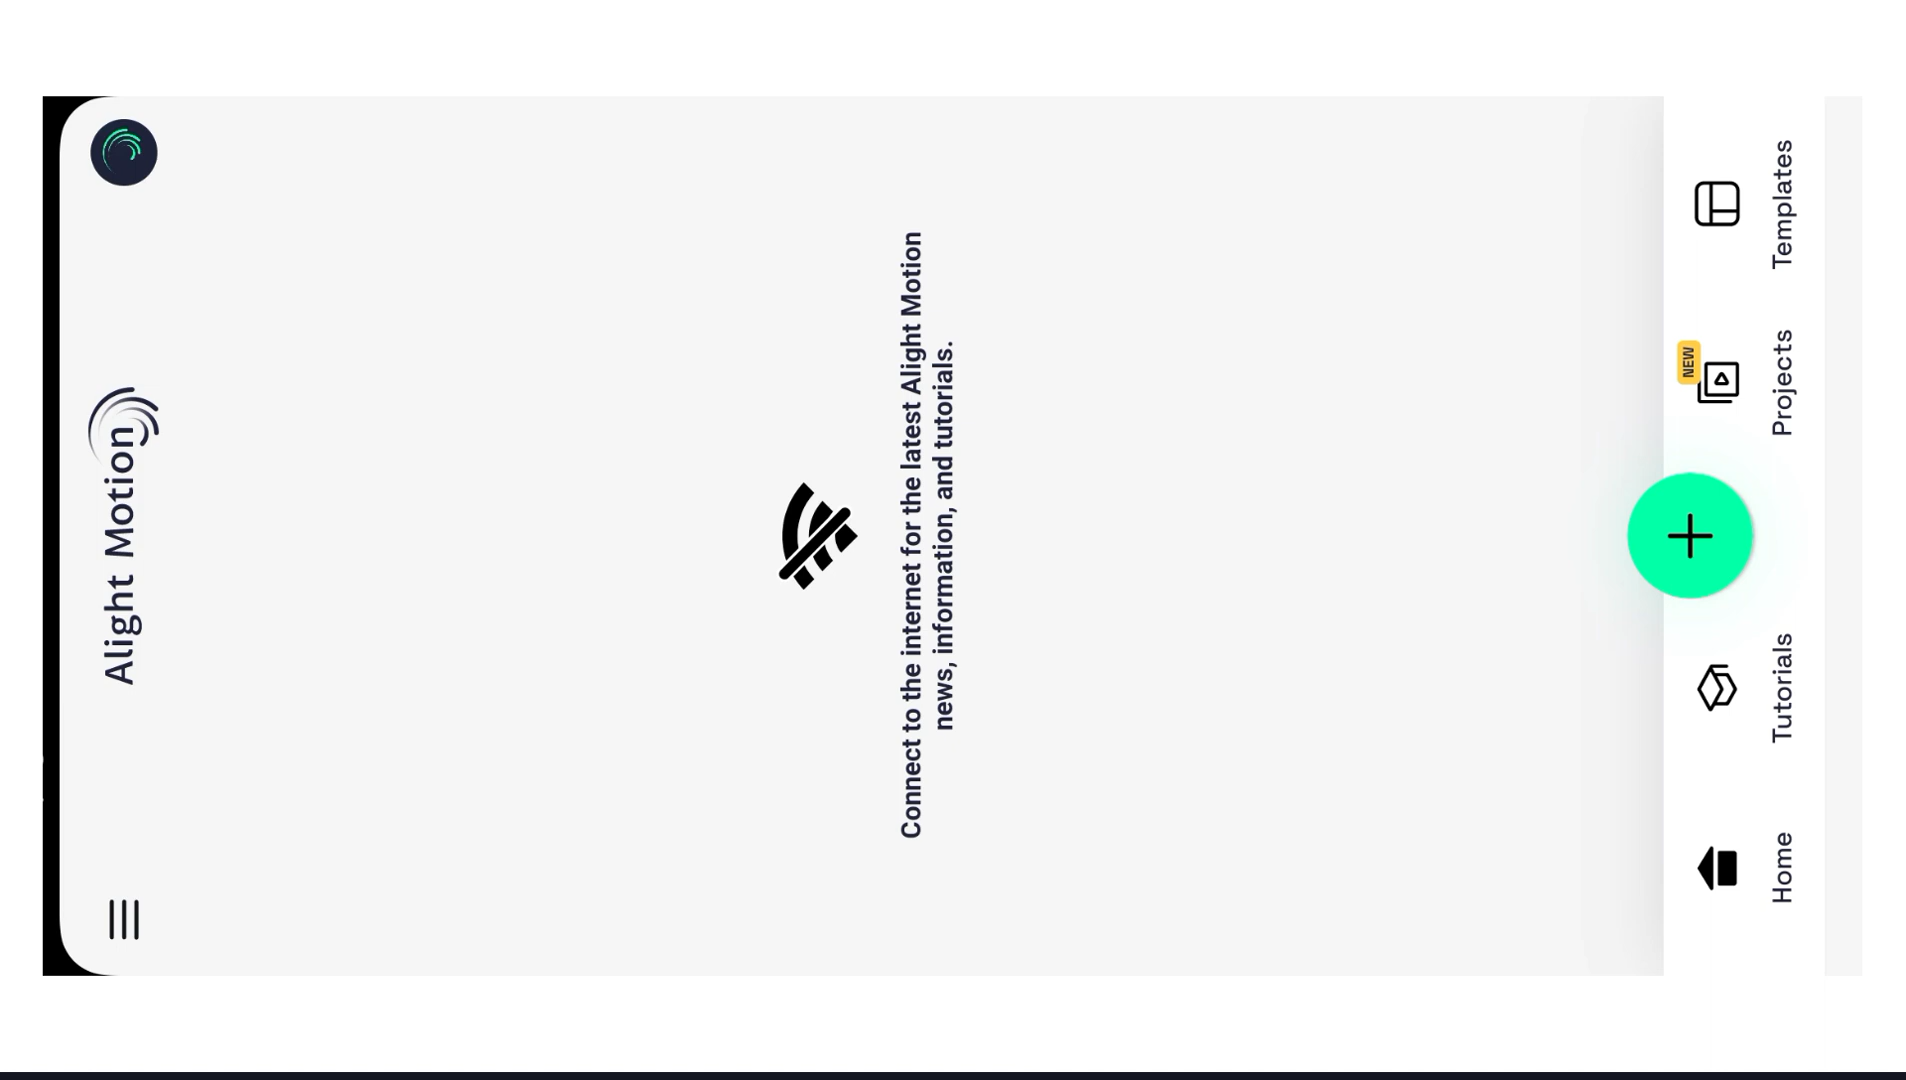 Alight Motion
Connect to the internet for the latest Alight Motion
news, information, and tutorials.
NEW
Home
Tutorials
Projects
Templates